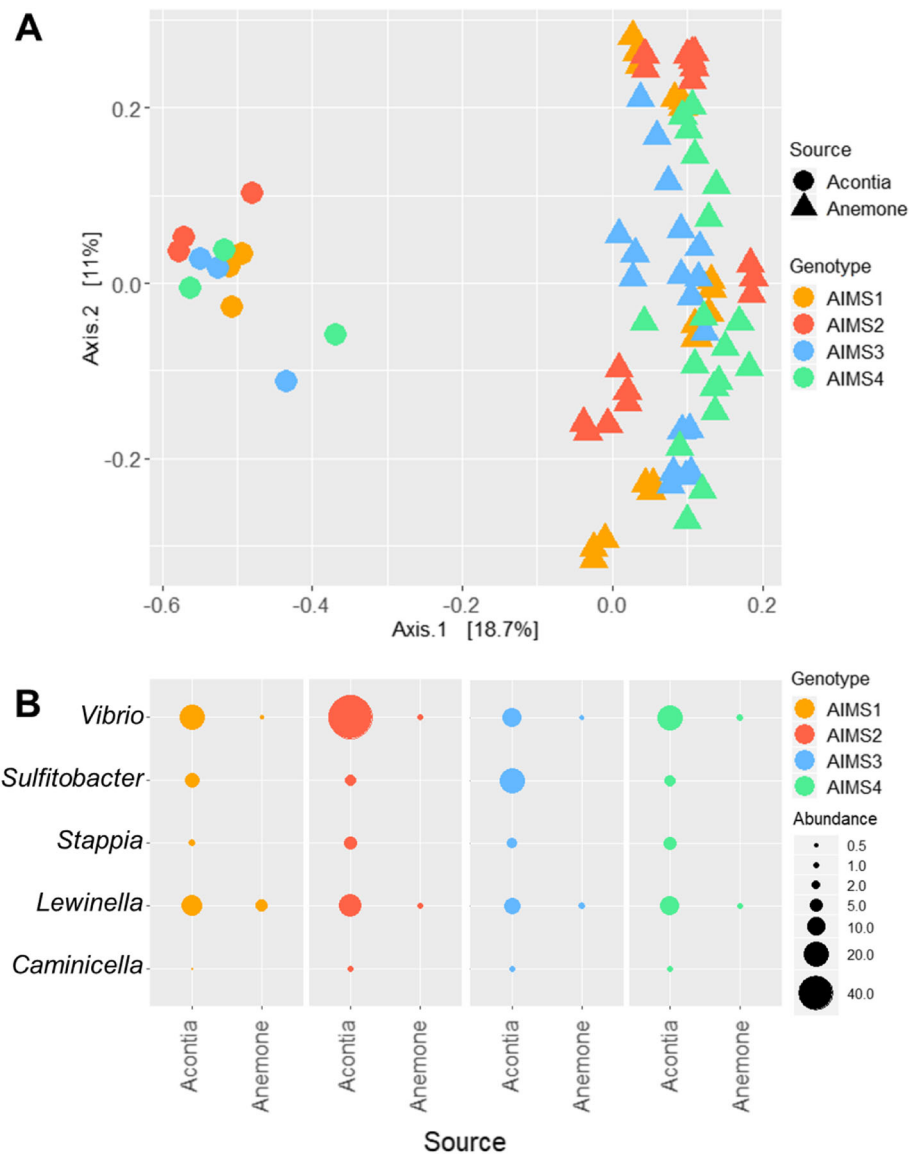 A
0.2
0.0
-0.2
Axis.2 [11%]
-0.6
-0.4
-0.2
0.0
0.2
Axis.1 [18.7%]
Source
Acontia
Anemone
Genotype
AIMS1
AIMS2
AIMS3
AIMS4
B
Vibrio
Sulfitobacter
Stappia
Lewinella
Caminicella
Acontia
Anemone
Acontia
Anemone
Acontia
Anemone
Acontia
Anemone
Source
Genotype
AIMS1
AIMS2
AIMS3
AIMS4
Abundance
0.5
1.0
2.0
5.0
10.0
20.0
40.0